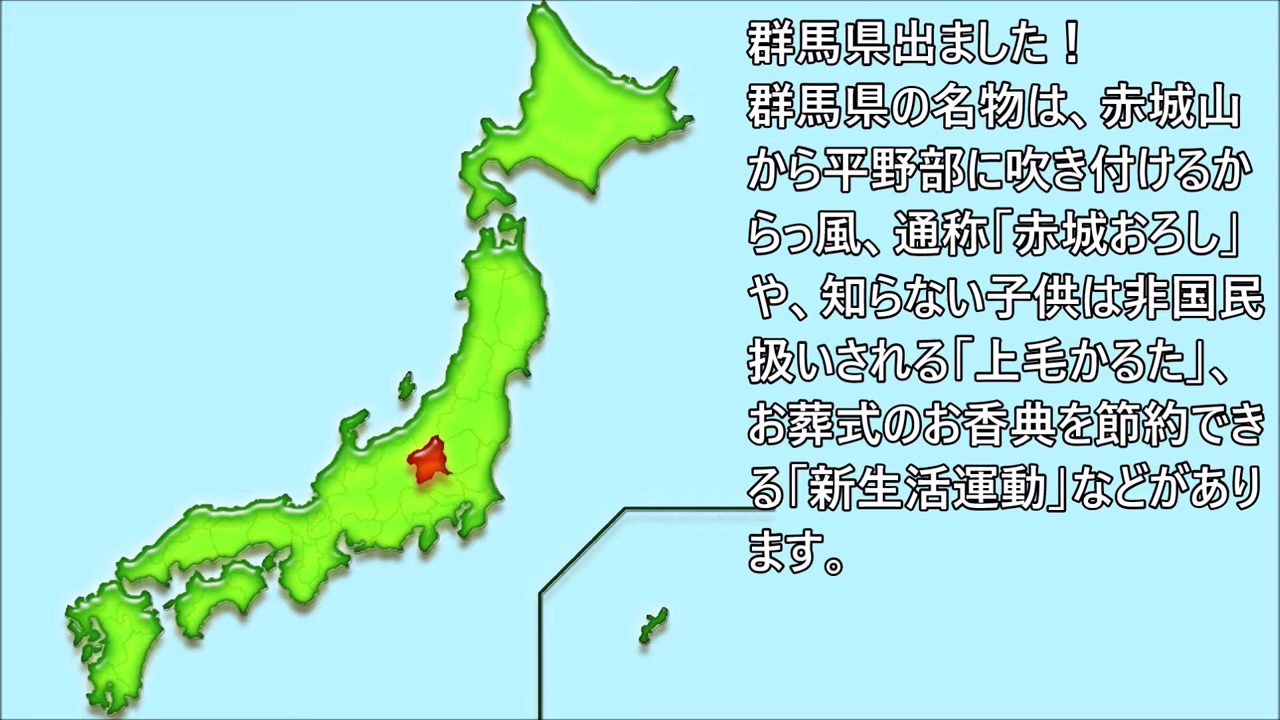 群馬県出ました！
群馬県の名物は、赤城山
から平野部に吹き付けるか
らっ風、通称「赤城おろし」
や、知らない子供は非国民
扱いされる「上毛かるた」、
お葬式のお香典を節約でき
る「新生活運動」などがあり
ます。